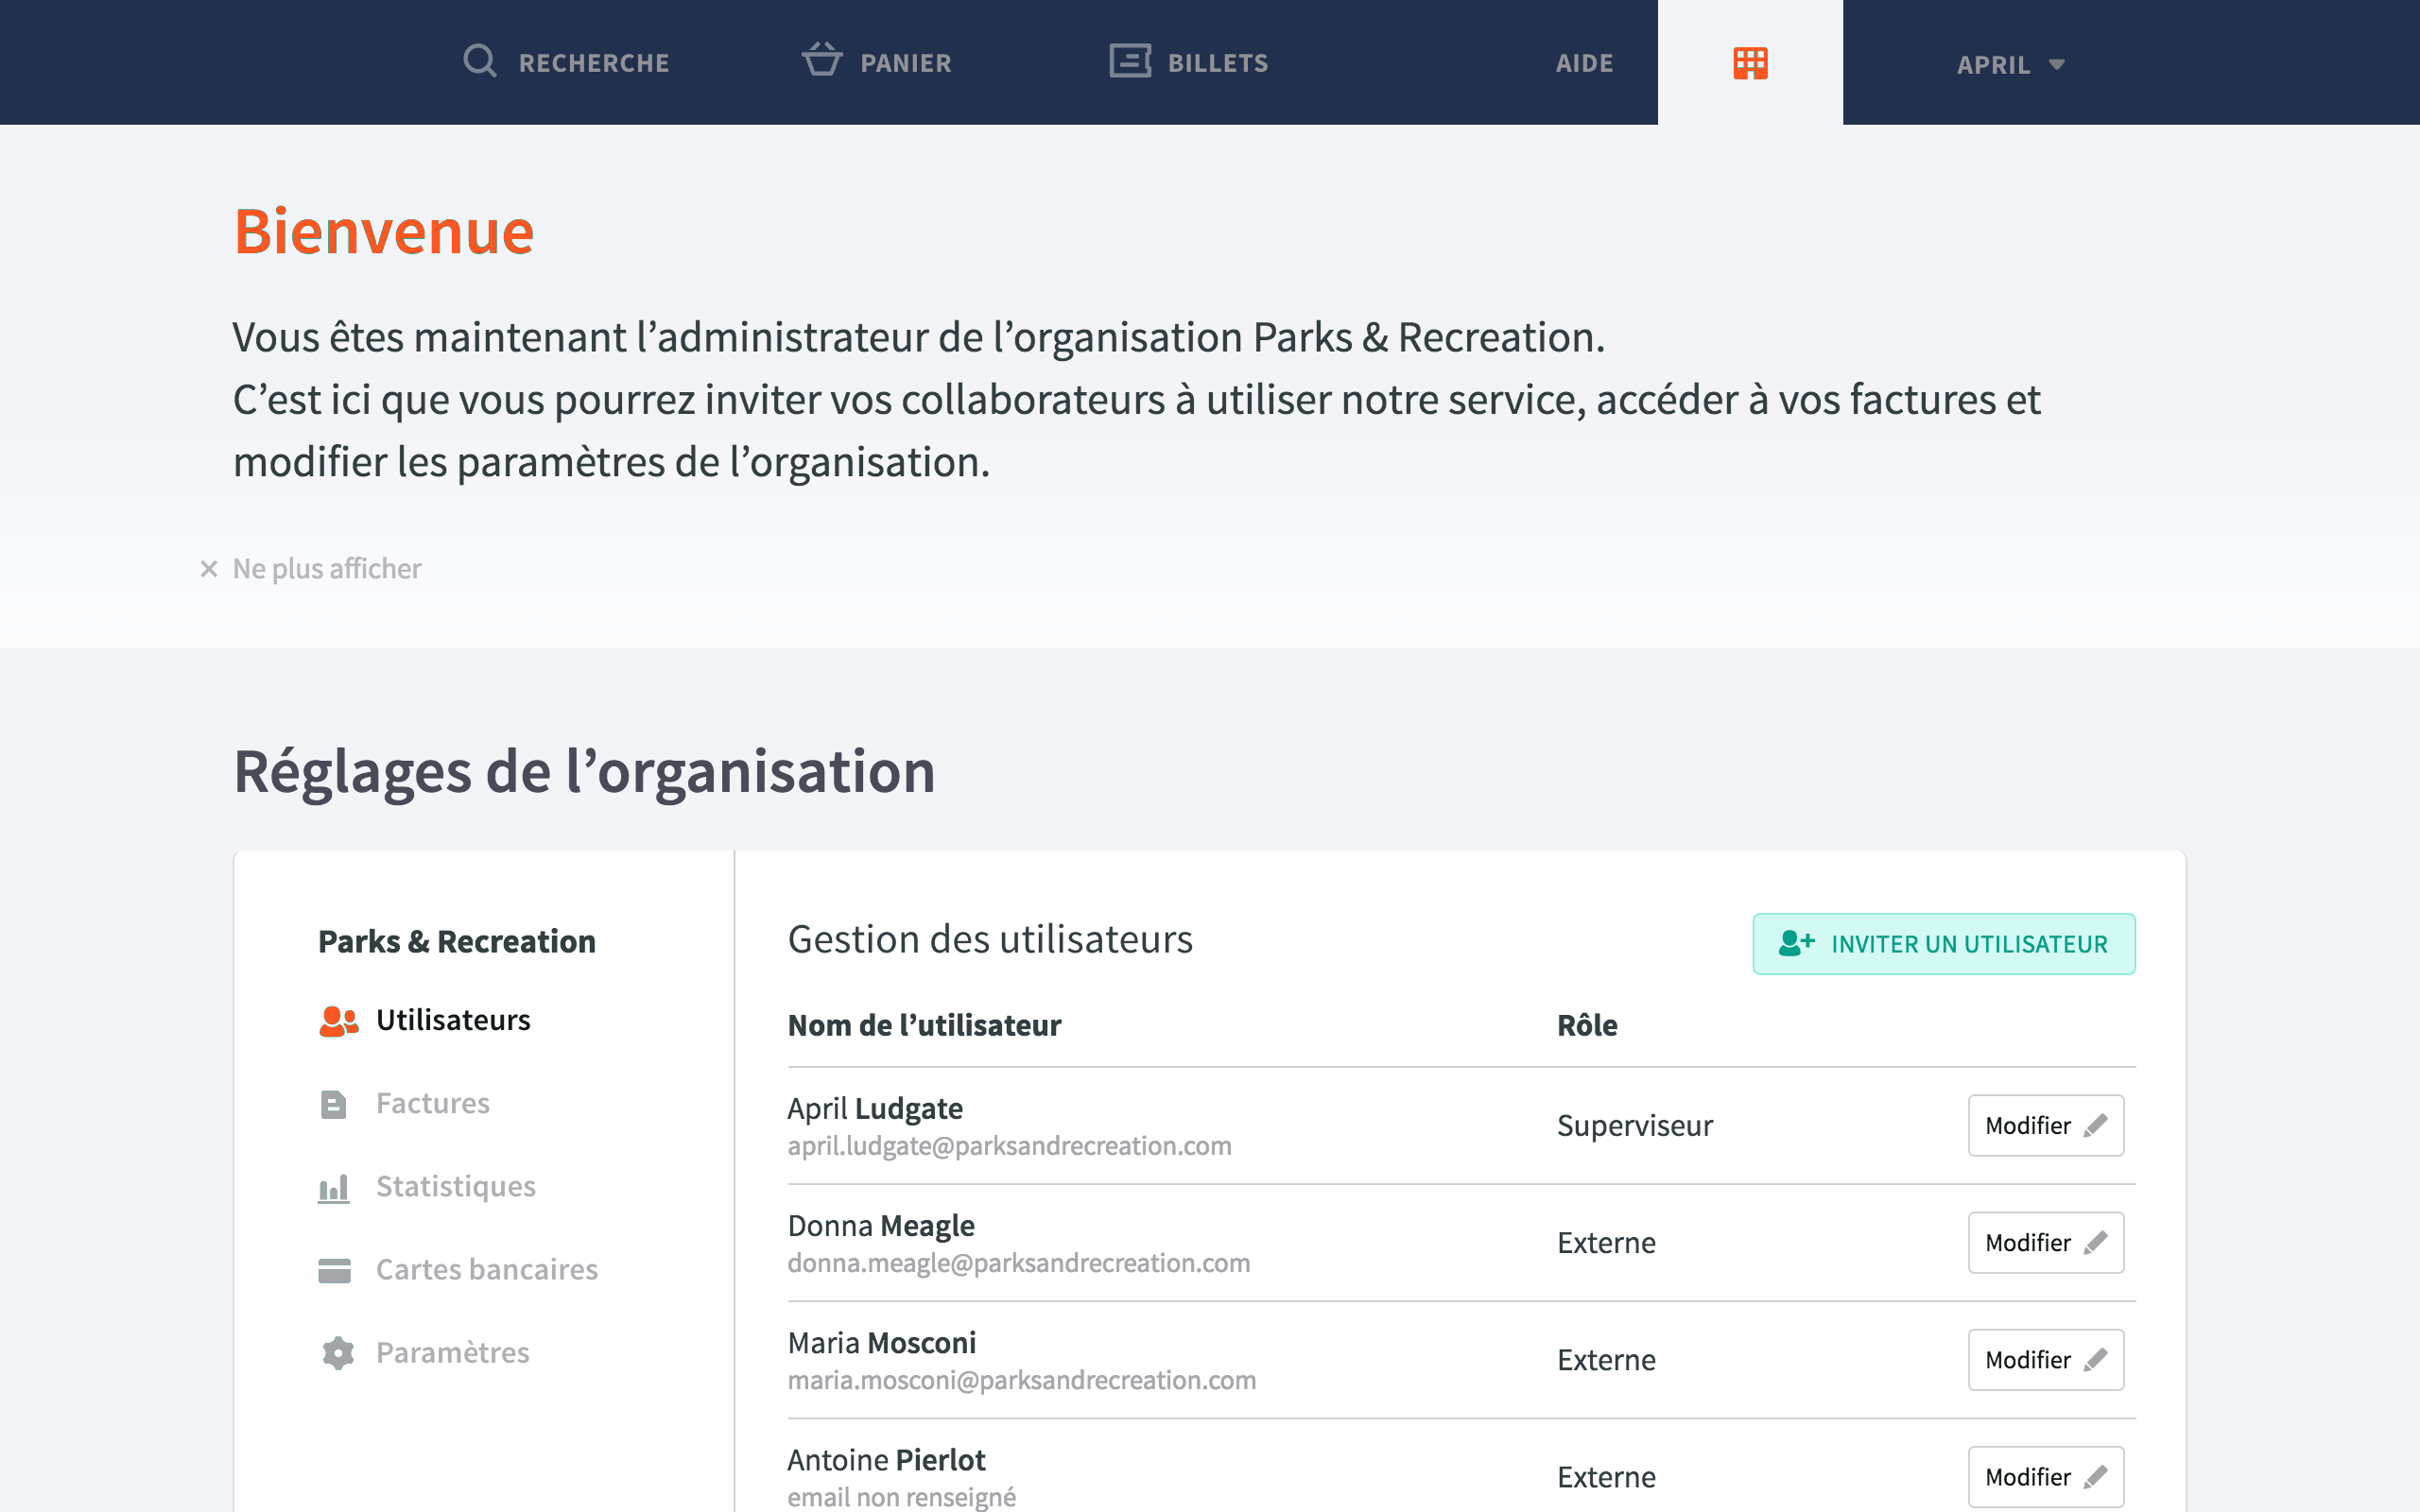 RECHERCHE PANIER BILLETS AIDE APRIL
Bienvenue
Vous êtes maintenant l’administrateur de l’organisation Parks & Recreation.
C’est ici que vous pourrez inviter vos collaborateurs à utiliser notre service, accéder à vos factures et
modifier les paramètres de l’organisation.
× Ne plus afficher
Réglages de l’organisation
Parks & Recreation
Utilisateurs
Factures
Statistiques
Cartes bancaires
Paramètres
Gestion des utilisateurs
INVITER UN UTILISATEUR
Nom de l’utilisateur Rôle
April Ludgate
april.ludgate@parksandrecreation.com
Superviseur
Modifier
Donna Meagle
donna.meagle@parksandrecreation.com
Externe
Modifier
Maria Mosconi
maria.mosconi@parksandrecreation.com
Externe
Modifier
Antoine Pierlot
email non renseigné
Externe
Modifier